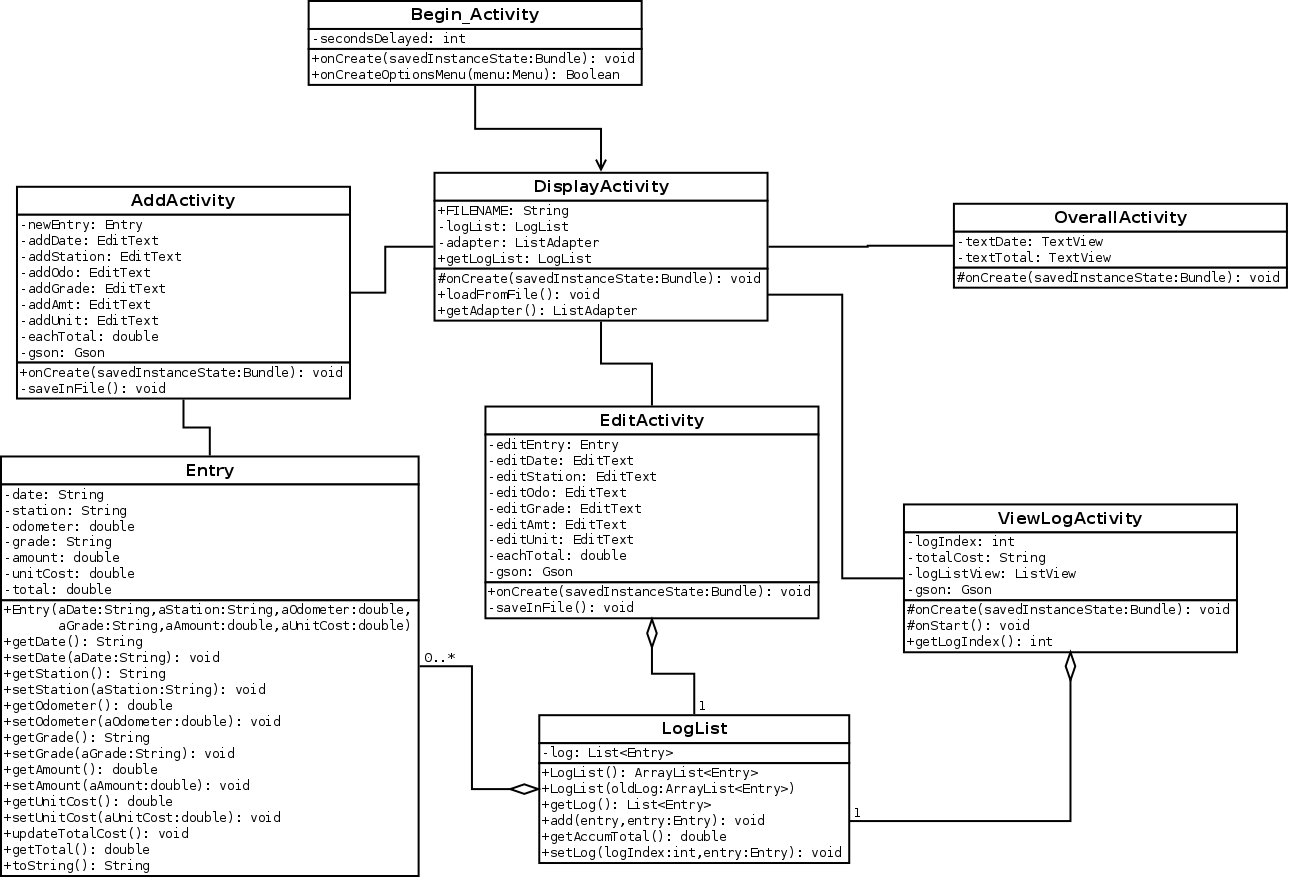 Begin_Activity
-secondsDelayed: int
+onCreate(savedInstanceState:Bundle): void
+onCreateOptionsMenu(menu:Menu): Boolean
DisplayActivity
+FILENAME: String
-logList: LogList
-adapter: ListAdapter
+getLogList: LogList
#onCreate(savedInstanceState:Bundle): void
+loadFromFile(): void
+getAdapter(): ListAdapter
AddActivity
-newEntry: Entry
-addDate: EditText
-addStation: EditText
-addOdo: EditText
-addGrade: EditText
-addAmt: EditText
-addUnit: EditText
-eachTotal: double
-gson: Gson
+onCreate(savedInstanceState:Bundle): void
-saveInFile(): void
OverallActivity
-textDate: TextView
-textTotal: TextView
#onCreate(savedInstanceState:Bundle): void
EditActivity
-editEntry: Entry
-editDate: EditText
-editStation: EditText
-editOdo: EditText
-editGrade: EditText
-editAmt: EditText
-editUnit: EditText
-eachTotal: double
-gson: Gson
+onCreate(savedInstanceState:Bundle): void
-saveInFile(): void
Entry
-date: String
-station: String
-odometer: double
-grade: String
-amount: double
-unitCost: double
-total: double
+Entry(aDate:String,aStation:String,aOdometer:double,
aGrade:String,aAmount:double,aUnitCost:double)
+getDate(): String
+setDate(aDate:String): void
+getStation(): String
+setStation(aStation:String): void
+getOdometer(): double
+setOdometer(aOdometer:double): void
+getGrade(): String
+setGrade(aGrade:String): void
+getAmount(): double
+setAmount(aAmount:double): void
+getUnitCost(): double
+setUnitCost(aUnitCost:double): void
+updateTotalCost(): void
+getTotal(): double
+toString(): String
0..*
ViewLogActivity
-logIndex: int
-totalCost: String
-logListView: ListView
-gson: Gson
#onCreate(savedInstanceState:Bundle): void
#onStart(): void
+getLogIndex(): int
1
LogList
-log: List<Entry>
+LogList(): ArrayList<Entry>
+LogList(oldLog:ArrayList<Entry>)
+getLog(): List<Entry>
+add(entry,entry:Entry): void
+getAccumTotal(): double
+setLog(logIndex:int,entry:Entry): void
1